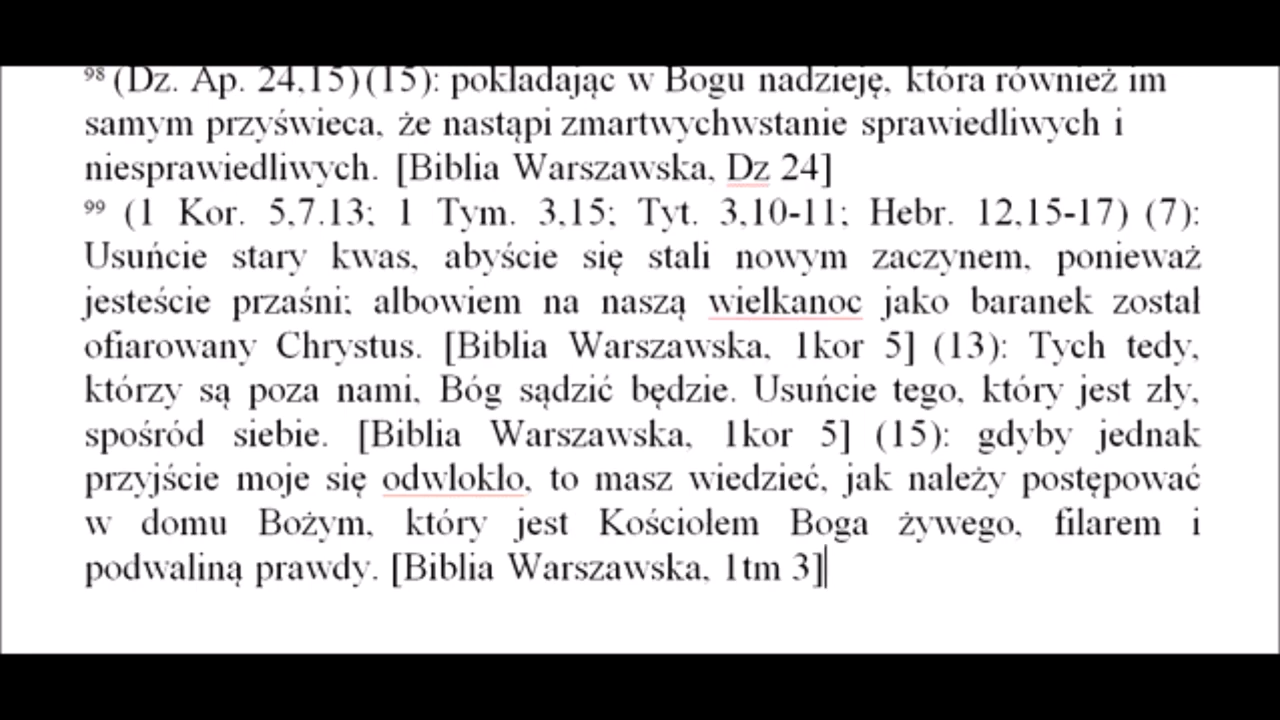 98 (Dz. Ap. 24,15)(15): pokładając w Bogu nadzieję, która również im
samym przyświeca, że nastąpi zmartwychwstanie sprawiedliwych i
niesprawiedliwych. [Biblia Warszawska, Dz 24]
99 (1 Kor. 5,7.13; 1 Tym. 3,15; Tyt. 3,10-11; Hebr. 12,15-17) (7):
Usuńcie stary kwas, abyście się stali nowym zaczynem, ponieważ
jesteście przaśni; albowiem na naszą wielkanoc jako baranek został
ofiarowany Chrystus. [Biblia Warszawska, 1kor 5] (13): Tych tedy,
którzy są poza nami, Bóg sądzić będzie. Usuńcie tego, który jest zły,
spośród siebie. [Biblia Warszawska, 1kor 5] (15): gdyby jednak
przyjście moje się odwlokło, to masz wiedzieć, jak należy postępować
w domu Bożym, który jest Kościołem Boga żywego, filarem i
podwaliną prawdy. [Biblia Warszawska, 1tm 3]